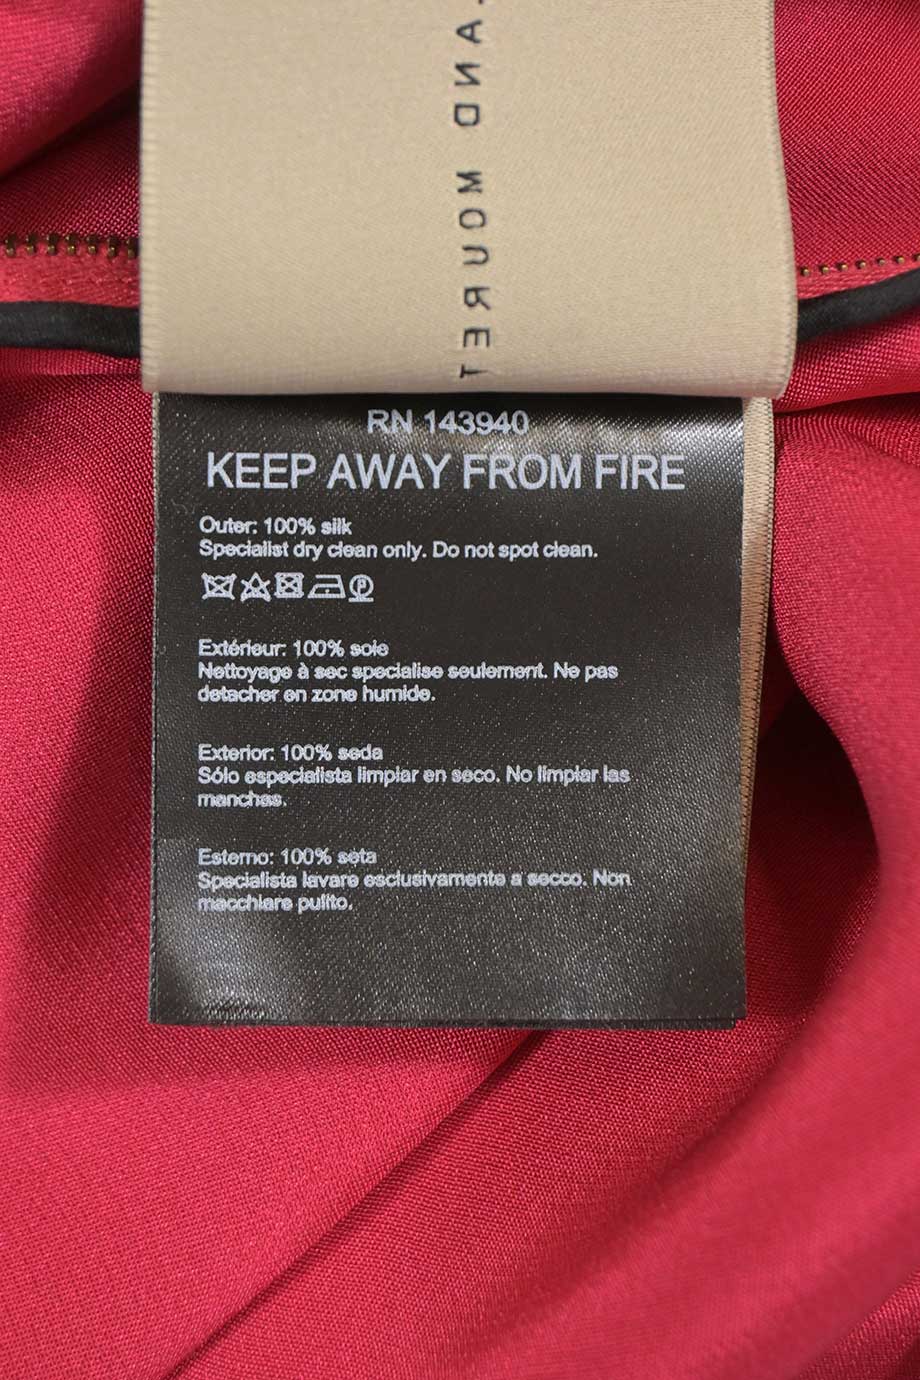 AND MOURET
RN 143940
KEEP AWAY FROM FIRE
Outer: 100% silk
Specialist dry clean only. Do not spot clean.
Extérieur: 100% soie
Nettoyage à sec specialise seulement. Ne pas
detacher en zone humide.
Exterior: 100% seda
Sólo especialista limpiar en seco. No limpiar las
manchas.
Esterno: 100% seta
Specialista lavare esclusivamente a secco. Non
macchiare pulito.